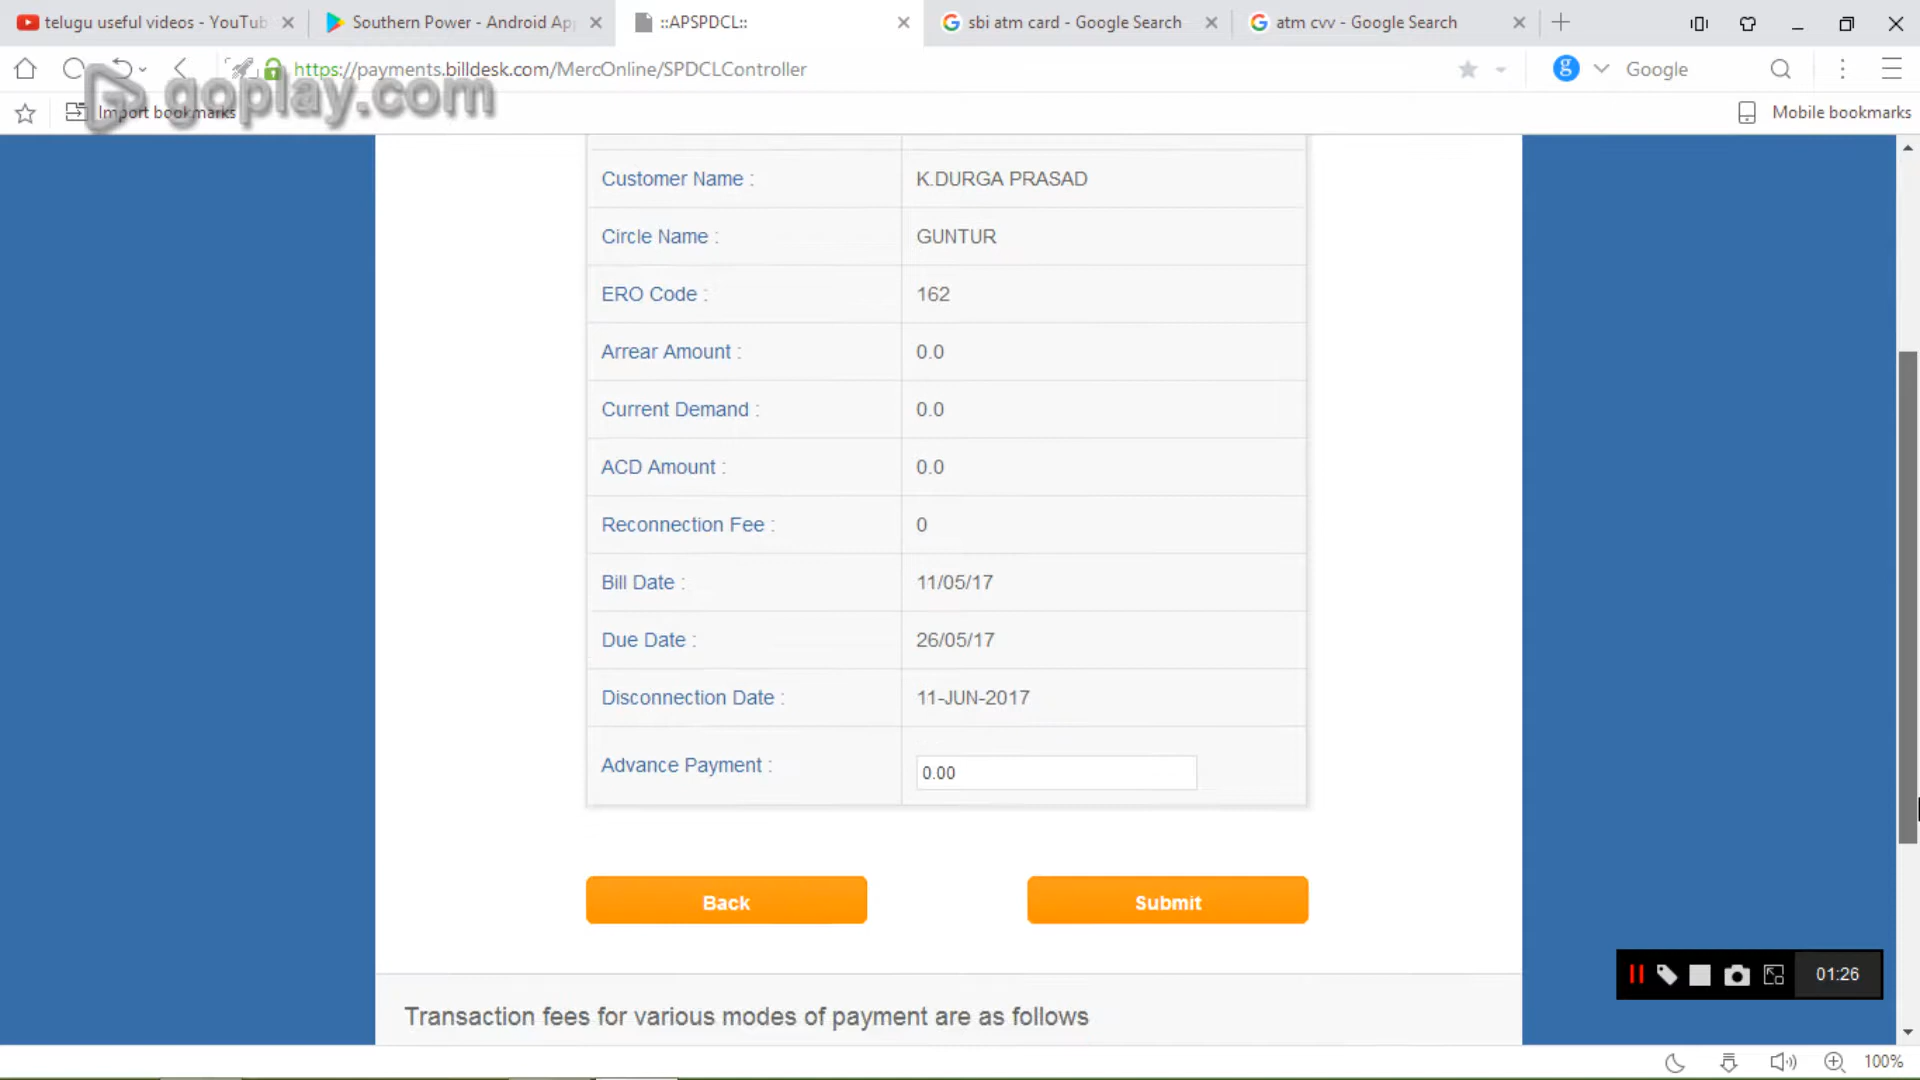 telugu useful videos - YouTub
Southern Power - Android Ap
::APSPDCL::
sbi atm card - Google Search
atm cvv - Google Search
https://payments.billdesk.com/MercOnline/SPDCLController
Google
goplay.com
Import bookmarks
Mobile bookmarks
Customer Name : K.DURGA PRASAD
Circle Name : GUNTUR
ERO Code : 162
Arrear Amount : 0.0
Current Demand : 0.0
ACD Amount : 0.0
Reconnection Fee : 0
Bill Date : 11/05/17
Due Date : 26/05/17
Disconnection Date : 11-JUN-2017
Advance Payment : 0.00
Back Submit
01:26
Transaction fees for various modes of payment are as follows
100%